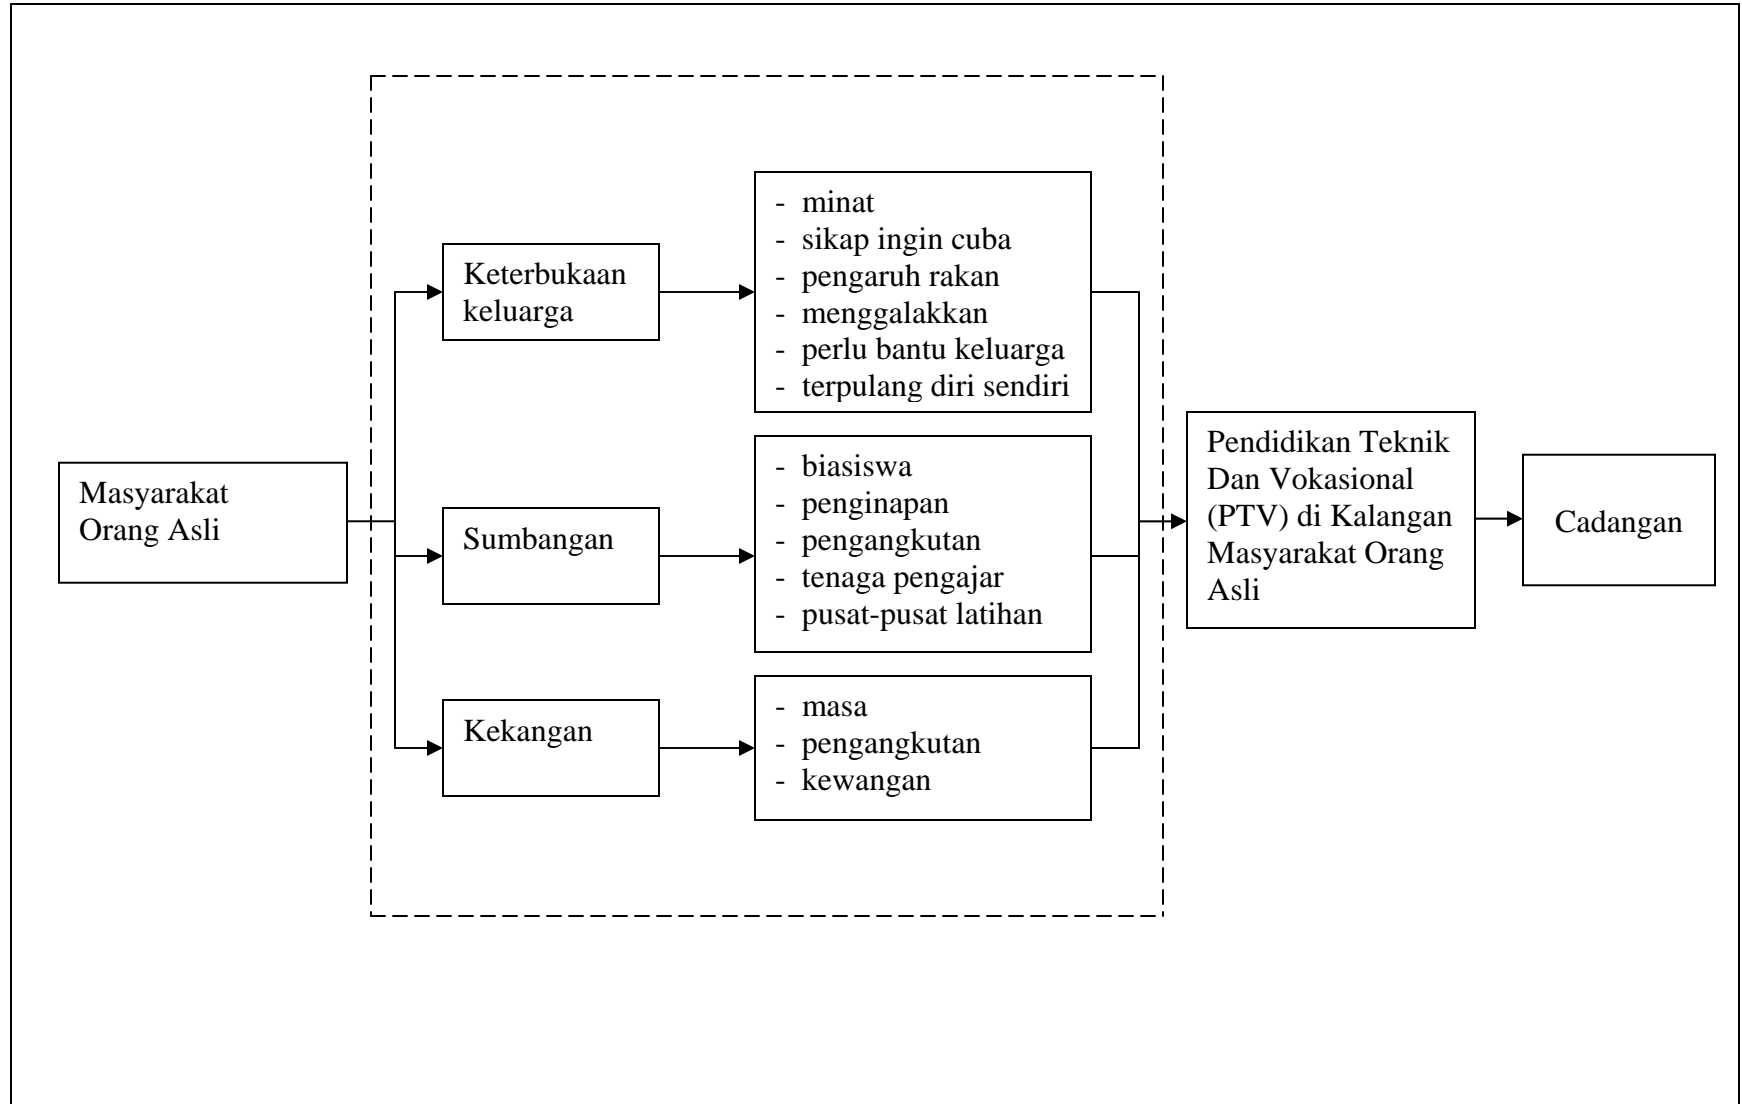 Masyarakat
Orang Asli
Keterbukaan
keluarga
- minat
- sikap ingin cuba
- pengaruh rakan
- menggalakkan
- perlu bantu keluarga
- terpulang diri sendiri
Sumbangan
- biasiswa
- penginapan
- pengangkutan
- tenaga pengajar
- pusat-pusat latihan
Kekangan
- masa
- pengangkutan
- kewangan
Pendidikan Teknik
Dan Vokasional
(PTV) di Kalangan
Masyarakat Orang
Asli
Cadangan